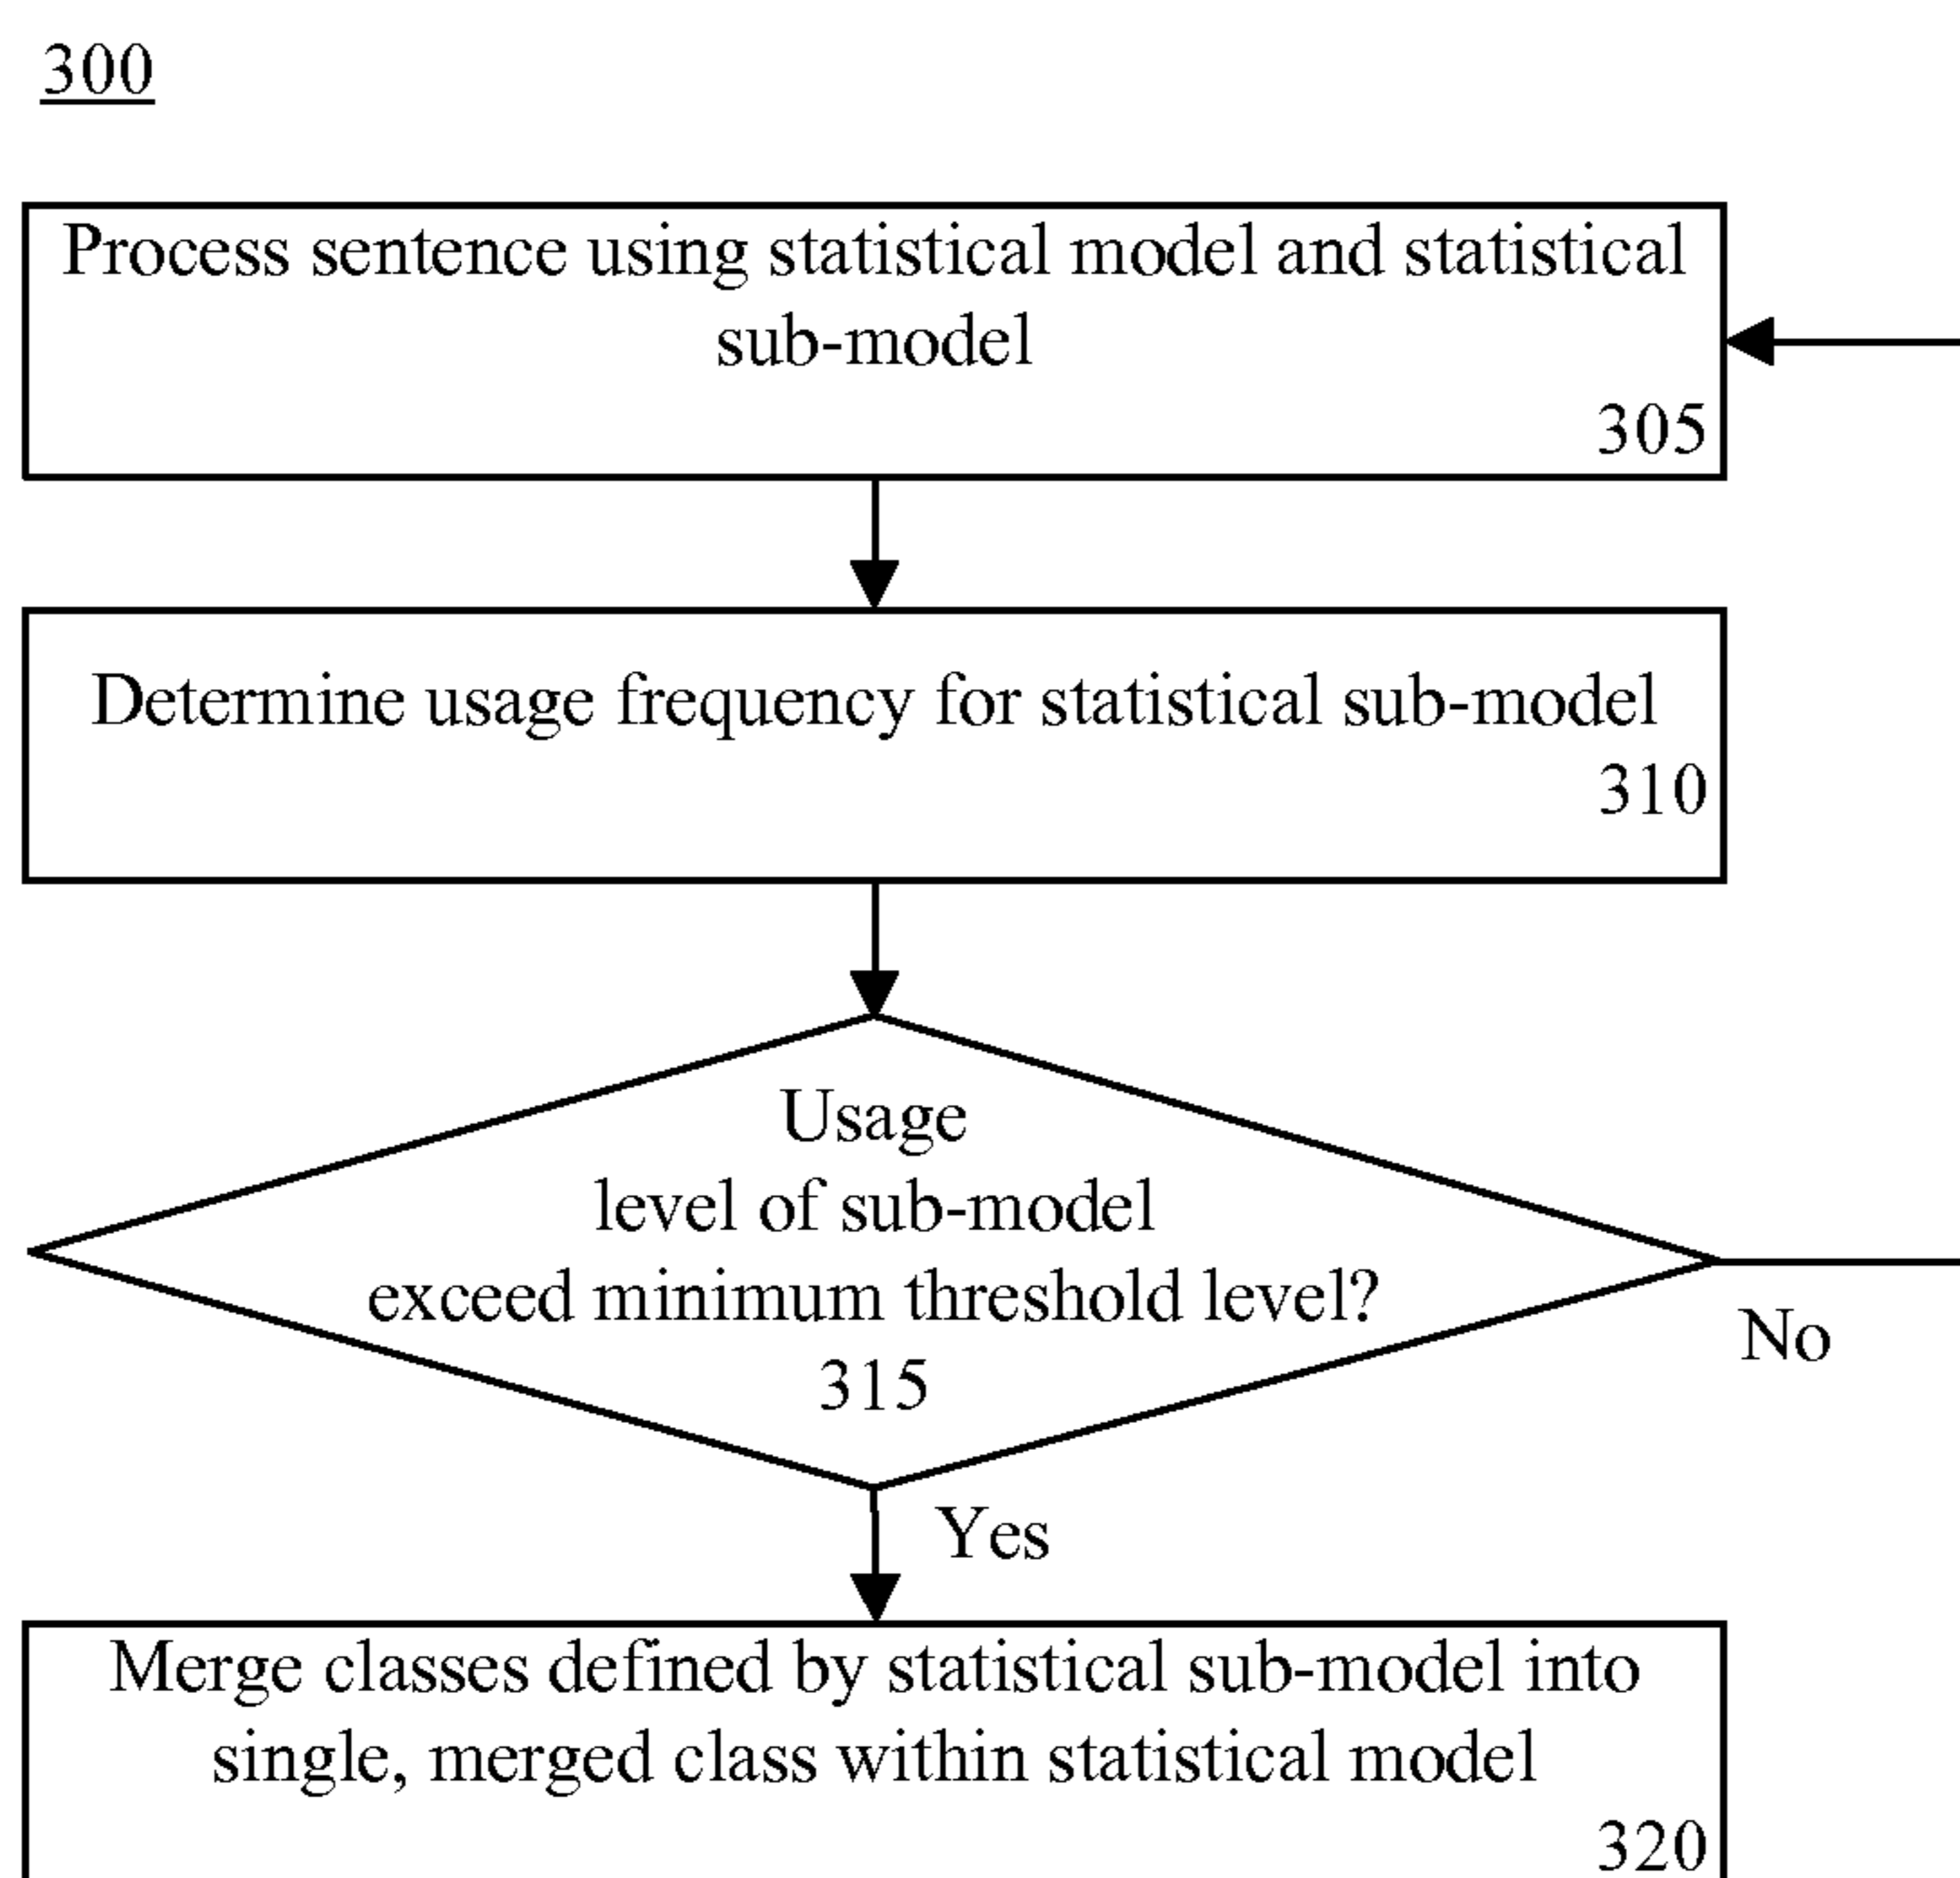 300
Process sentence using statistical model and statistical
sub-model
305
Determine usage frequency for statistical sub-model
310
Usage
level of sub-model
exceed minimum threshold level?
315
No
Yes
Merge classes defined by statistical sub-model into
single, merged class within statistical model
320